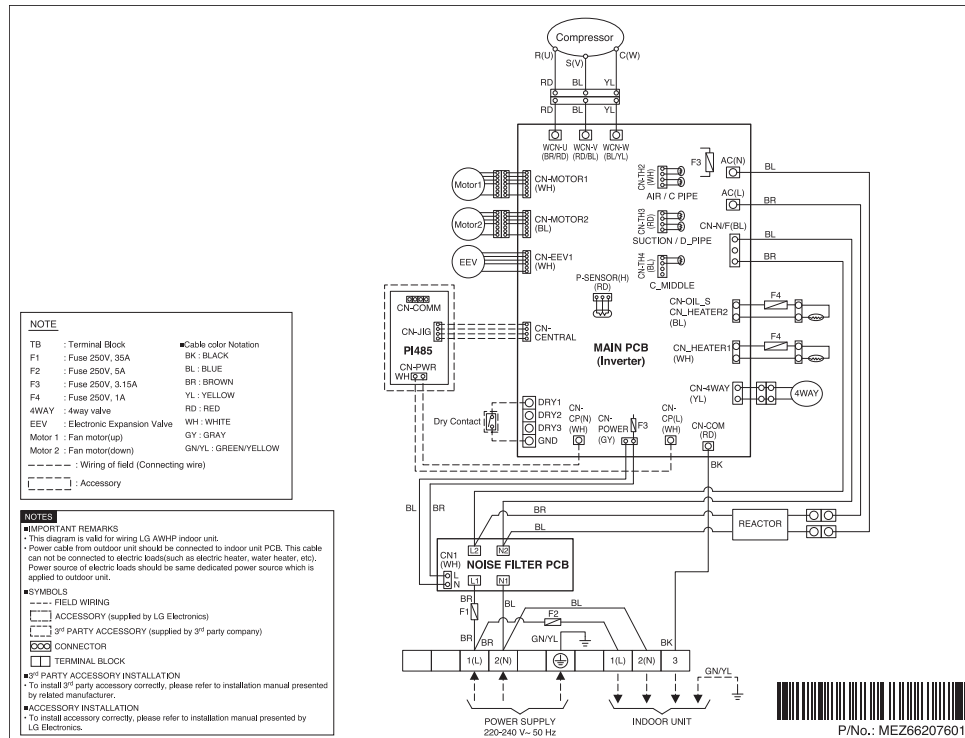 Compressor
R(U)
S(V)
C(W)
RD
BL
YL
RD
BL
YL
WCN-U
(BR/RD)
WCN-V
(RD/BL)
WCN-W
(BL/YL)
F3
AC(N)
BL
CN-TH2
(WH)
AIR / C PIPE
AC(L)
BR
Motor1
CN-MOTOR1
(WH)
Motor2
CN-MOTOR2
(BL)
CN-TH3
(RD)
SUCTION / D_PIPE
CN-N/F(BL)
BL
BR
EEV
CN-EEV1
(WH)
CN-TH4
(BL)
C_MIDDLE
P-SENSOR(H)
(RD)
CN-COMM
CN-JIG
PI485
CN-PWR
WH
CN-
CENTRAL
MAIN PCB
(Inverter)
CN-OIL_S
CN_HEATER2
(BL)
F4
CN_HEATER1
(WH)
F4
CN-4WAY
(YL)
4WAY
Dry Contact
DRY1
DRY2
DRY3
GND
CN-
CP(N)
(WH)
CN-
POWER
(GY)
F3
CN-
CP(L)
(WH)
CN-COM
(RD)
BK
BL
BR
BR
BL
REACTOR
CN1
(WH)
L
N
L2
N2
NOISE FILTER PCB
L1
N1
BR
F1
BL
BL
F2
BR
BR
GN/YL
BK
1(L)
2(N)
1(L)
2(N)
3
GN/YL
POWER SUPPLY
220-240 V~ 50 Hz
INDOOR UNIT
NOTE
TB : Terminal Block
F1 : Fuse 250V, 35A
F2 : Fuse 250V, 5A
F3 : Fuse 250V, 3.15A
F4 : Fuse 250V, 1A
4WAY : 4way valve
EEV : Electronic Expansion Valve
Motor 1 : Fan motor(up)
Motor 2 : Fan motor(down)
■Cable color Notation
BK : BLACK
BL : BLUE
BR : BROWN
YL : YELLOW
RD : RED
WH : WHITE
GY : GRAY
GN/YL : GREEN/YELLOW
: Wiring of field (Connecting wire)
: Accessory
NOTES
■IMPORTANT REMARKS
• This diagram is valid for wiring LG AWHP indoor unit.
• Power cable from outdoor unit should be connected to indoor unit PCB. This cable
can not be connected to electric loads(such as electric heater, water heater, etc).
Power source of electric loads should be same dedicated power source which is
applied to outdoor unit.
■SYMBOLS
FIELD WIRING
ACCESSORY (supplied by LG Electronics)
3rd PARTY ACCESSORY (supplied by 3rd party company)
CONNECTOR
TERMINAL BLOCK
■3rd PARTY ACCESSORY INSTALLATION
• To install 3rd party accessory correctly, please refer to installation manual presented
by related manufacturer.
■ACCESSORY INSTALLATION
• To install accessory correctly, please refer to installation manual presented by
LG Electronics.
P/No.: MEZ66207601